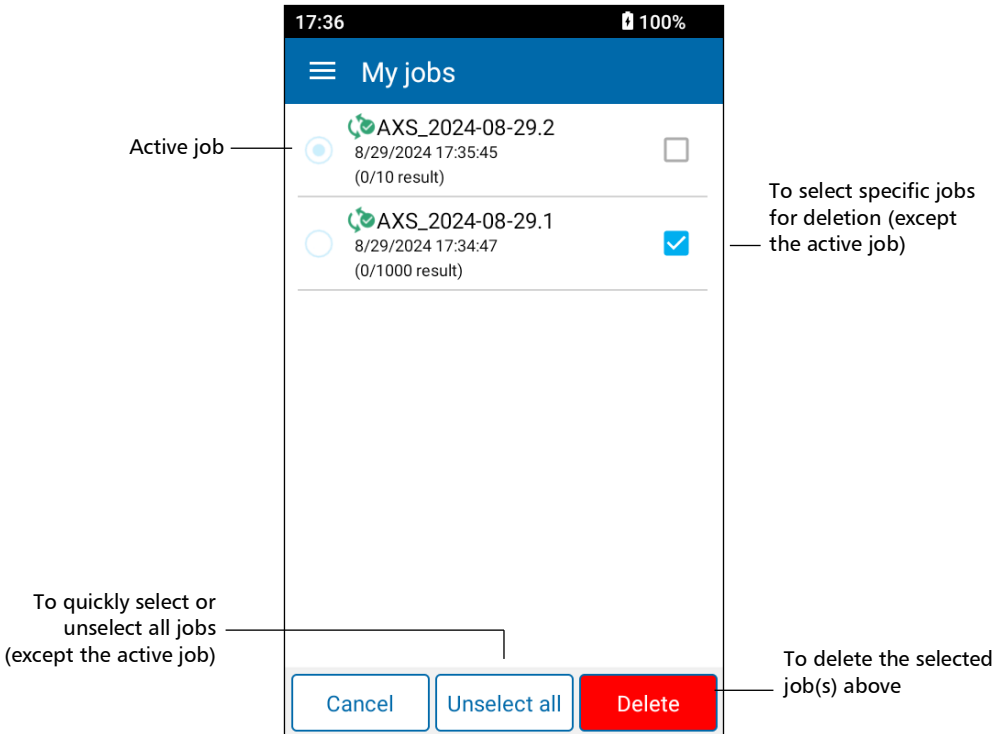 17:36
100%
My jobs
Active job
AXS_2024-08-29.2
8/29/2024 17:35:45
(0/10 result)
AXS_2024-08-29.1
8/29/2024 17:34:47
(0/1000 result)
To select specific jobs
for deletion (except
the active job)
To quickly select or
unselect all jobs
(except the active job)
To delete the selected
job(s) above
Cancel
Unselect all
Delete